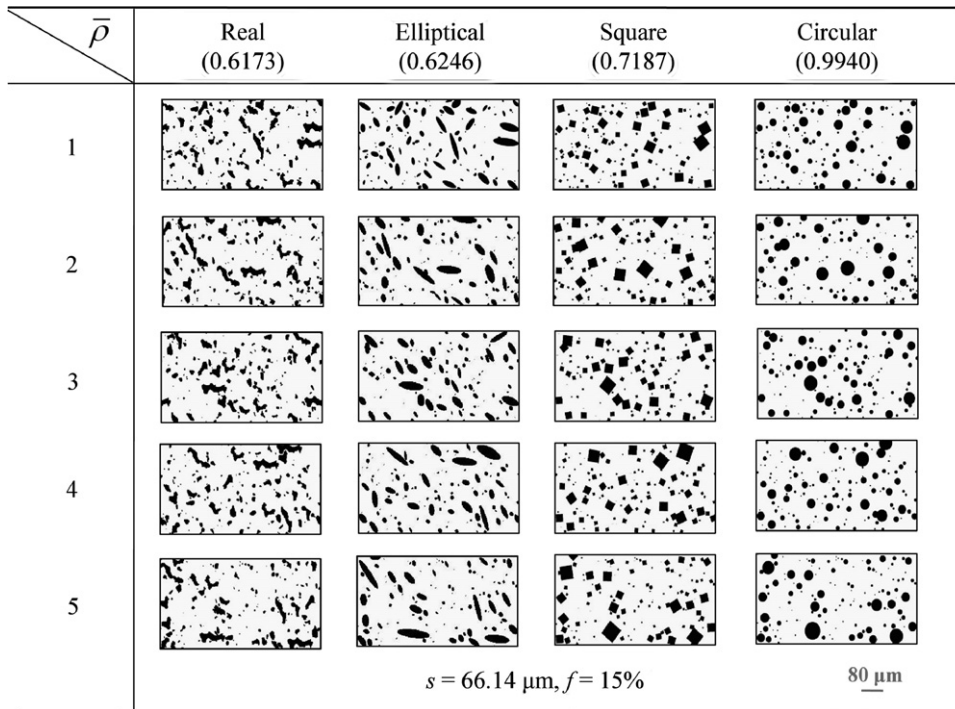 ρ̅
Real Elliptical Square Circular
(0.6173) (0.6246) (0.7187) (0.9940)
1
2
3
4
5
s = 66.14 μm, f = 15%
80 μm